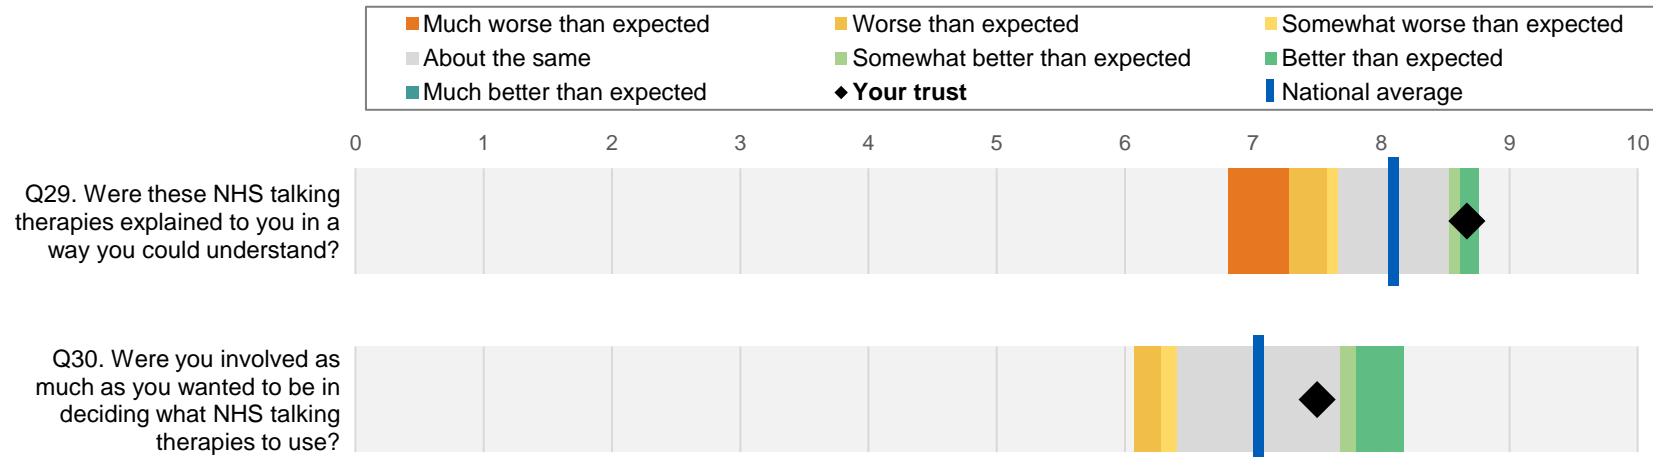 Much worse than expected Worse than expected Somewhat worse than expected
About the same Somewhat better than expected Better than expected
Much better than expected Your trust National average
0 1 2 3 4 5 6 7 8 9 10
Q29. Were these NHS talking
therapies explained to you in a
way you could understand?
Q30. Were you involved as
much as you wanted to be in
deciding what NHS talking
therapies to use?